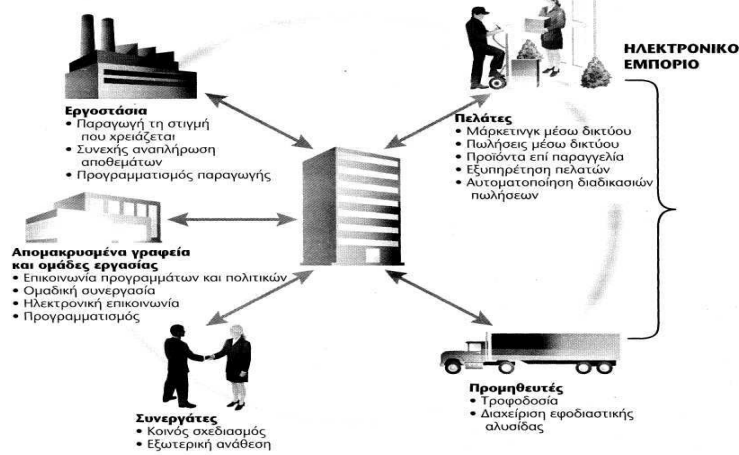 ΗΛΕΚΤΡΟΝΙΚΟ
ΕΜΠΟΡΙΟ
Εργοστάσια
• Παραγωγή τη στιγμή
που χρειάζεται
• Συνεχής αναπλήρωση
αποθεμάτων
• Προγραμματισμός παραγωγής
Πελάτες
• Μάρκετινγκ μέσω δικτύου
• Πωλήσεις μέσω δικτύου
• Προϊόντα επί παραγγελία
• Εξυπηρέτηση πελατών
• Αυτοματοποίηση διαδικασιών
πωλήσεων
Απομακρυσμένα γραφεία
και ομάδες εργασίας
• Επικοινωνία προγραμμάτων και πολιτικών
• Ομαδική συνεργασία
• Ηλεκτρονική επικοινωνία
• Προγραμματισμός
Συνεργάτες
• Κοινός σχεδιασμός
• Εξωτερική ανάθεση
Προμηθευτές
• Τροφοδοσία
• Διαχείριση εφοδιαστικής
αλυσίδας